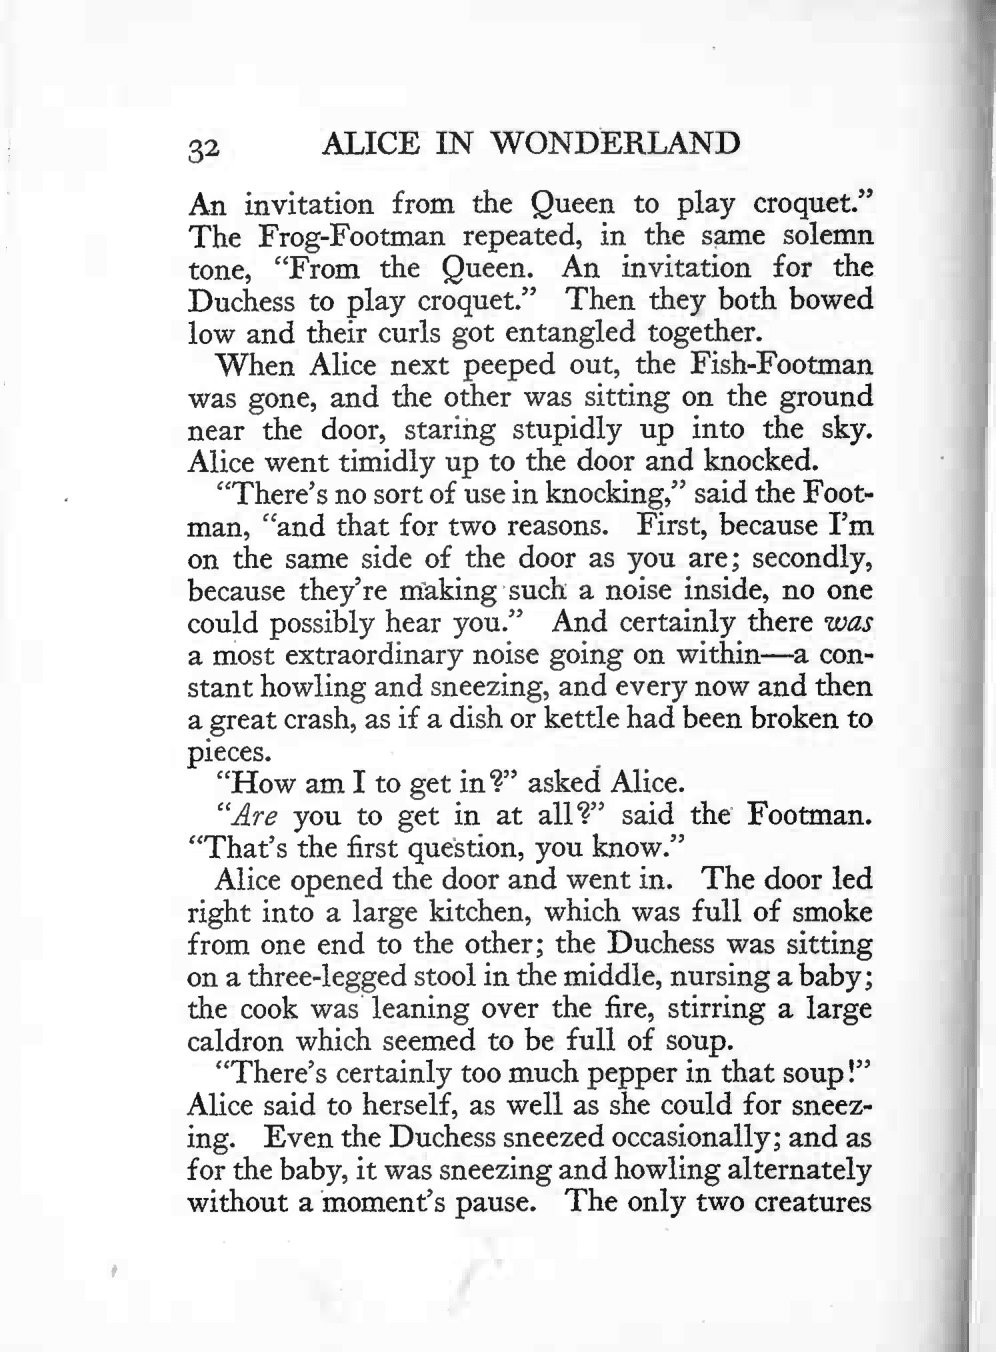 32 ALICE IN WONDERLAND
An invitation from the Queen to play croquet.”
The Frog-Footman repeated, in the same solemn
tone, “From the Queen. An invitation for the
Duchess to play croquet.” Then they both bowed
low and their curls got entangled together.
When Alice next peeped out, the Fish-Footman
was gone, and the other was sitting on the ground
near the door, staring stupidly up into the sky.
Alice went timidly up to the door and knocked.
“There’s no sort of use in knocking,” said the Foot-
man, “and that for two reasons. First, because I’m
on the same side of the door as you are; secondly,
because they’re making such a noise inside, no one
could possibly hear you.” And certainly there was
a most extraordinary noise going on within—a con-
stant howling and sneezing, and every now and then
a great crash, as if a dish or kettle had been broken to
pieces.
“How am I to get in?” asked Alice.
“Are you to get in at all?” said the Footman.
“That’s the first question, you know.”
Alice opened the door and went in. The door led
right into a large kitchen, which was full of smoke
from one end to the other; the Duchess was sitting
on a three-legged stool in the middle, nursing a baby;
the cook was leaning over the fire, stirring a large
caldron which seemed to be full of soup.
“There’s certainly too much pepper in that soup!”
Alice said to herself, as well as she could for sneez-
ing. Even the Duchess sneezed occasionally; and as
for the baby, it was sneezing and howling alternately
without a moment’s pause. The only two creatures